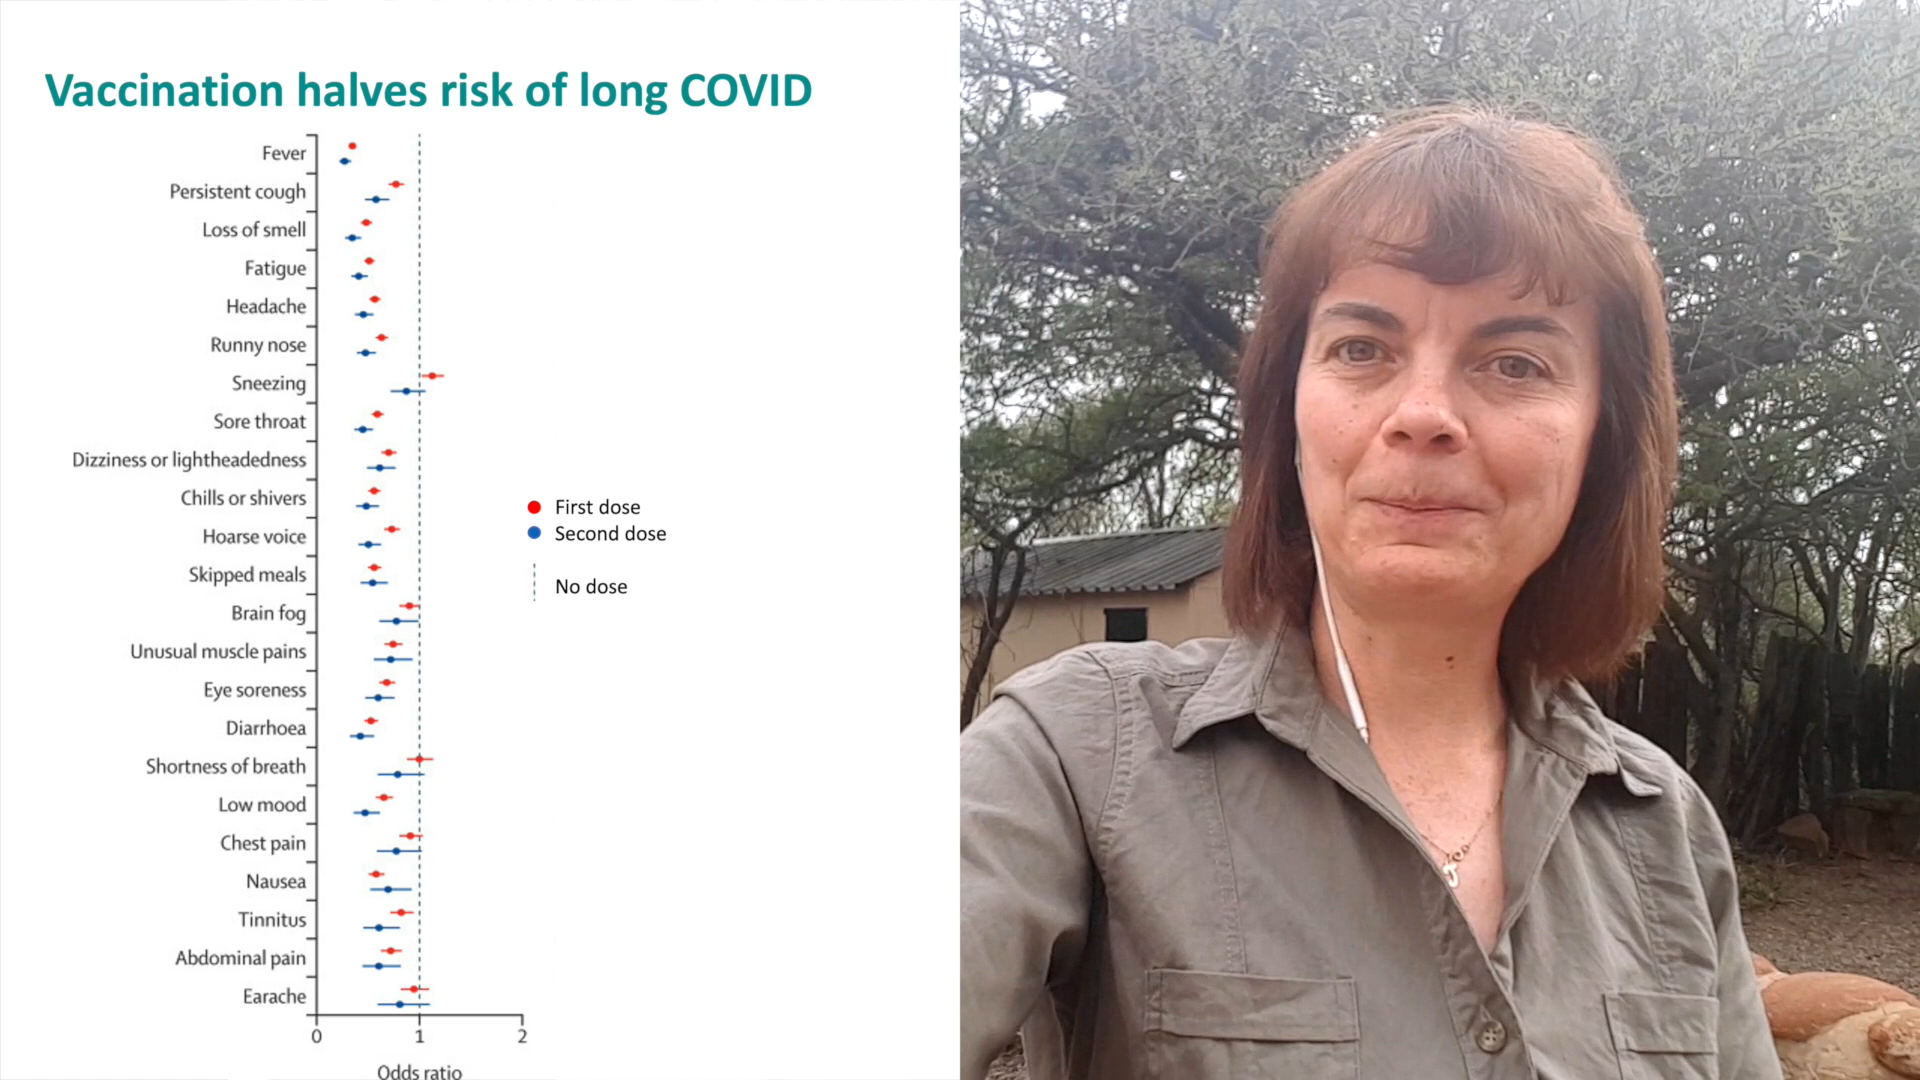 Vaccination halves risk of long COVID
Fever
Persistent cough
Loss of smell
Fatigue
Headache
Runny nose
Sneezing
Sore throat
Dizziness or lightheadedness
Chills or shivers
Hoarse voice
Skipped meals
Brain fog
Unusual muscle pains
Eye soreness
Diarrhoea
Shortness of breath
Low mood
Chest pain
Nausea
Tinnitus
Abdominal pain
Earache
0 1 2
Odds ratio
First dose
Second dose
No dose